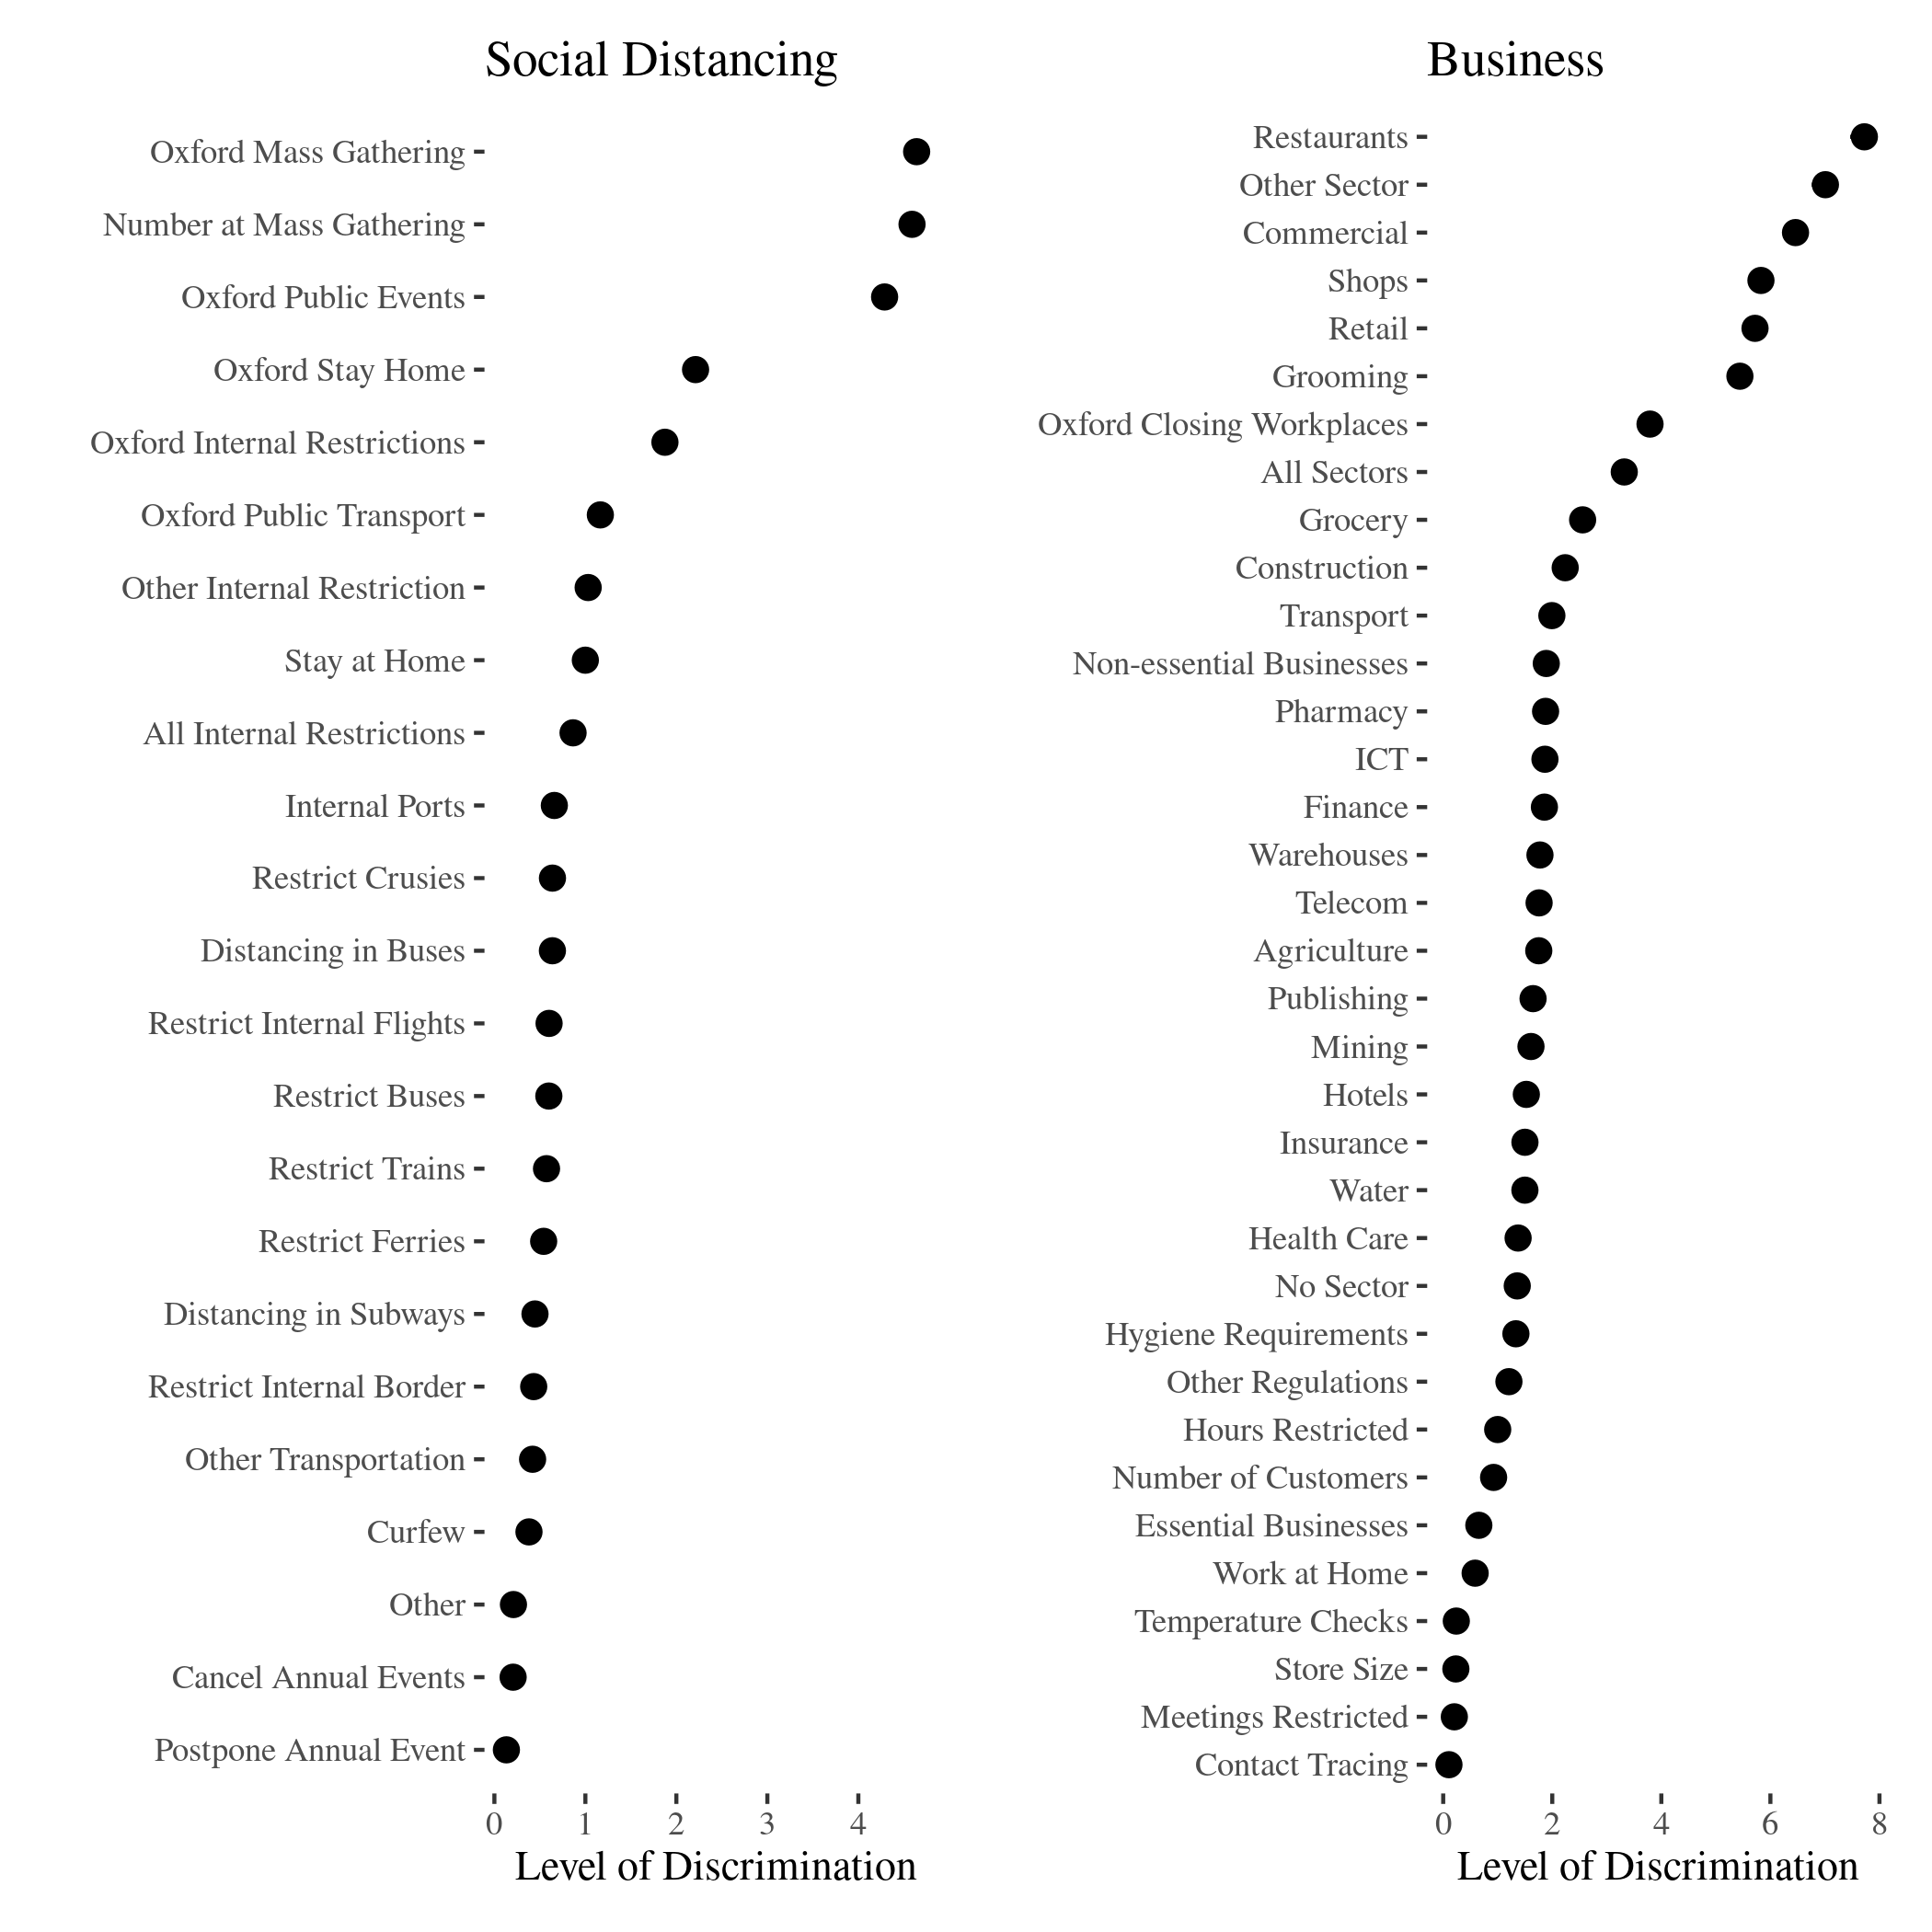 Social Distancing
Oxford Mass Gathering
Number at Mass Gathering
Oxford Public Events
Oxford Stay Home
Oxford Internal Restrictions
Oxford Public Transport
Other Internal Restriction
Stay at Home
All Internal Restrictions
Internal Ports
Restrict Crusies
Distancing in Buses
Restrict Internal Flights
Restrict Buses
Restrict Trains
Restrict Ferries
Distancing in Subways
Restrict Internal Border
Other Transportation
Curfew
Other
Cancel Annual Events
Postpone Annual Event
0 1 2 3 4
Level of Discrimination
Business
Restaurants
Other Sector
Commercial
Shops
Retail
Grooming
Oxford Closing Workplaces
All Sectors
Grocery
Construction
Transport
Non-essential Businesses
Pharmacy
ICT
Finance
Warehouses
Telecom
Agriculture
Publishing
Mining
Hotels
Insurance
Water
Health Care
No Sector
Hygiene Requirements
Other Regulations
Hours Restricted
Number of Customers
Essential Businesses
Work at Home
Temperature Checks
Store Size
Meetings Restricted
Contact Tracing
0 2 4 6 8
Level of Discrimination